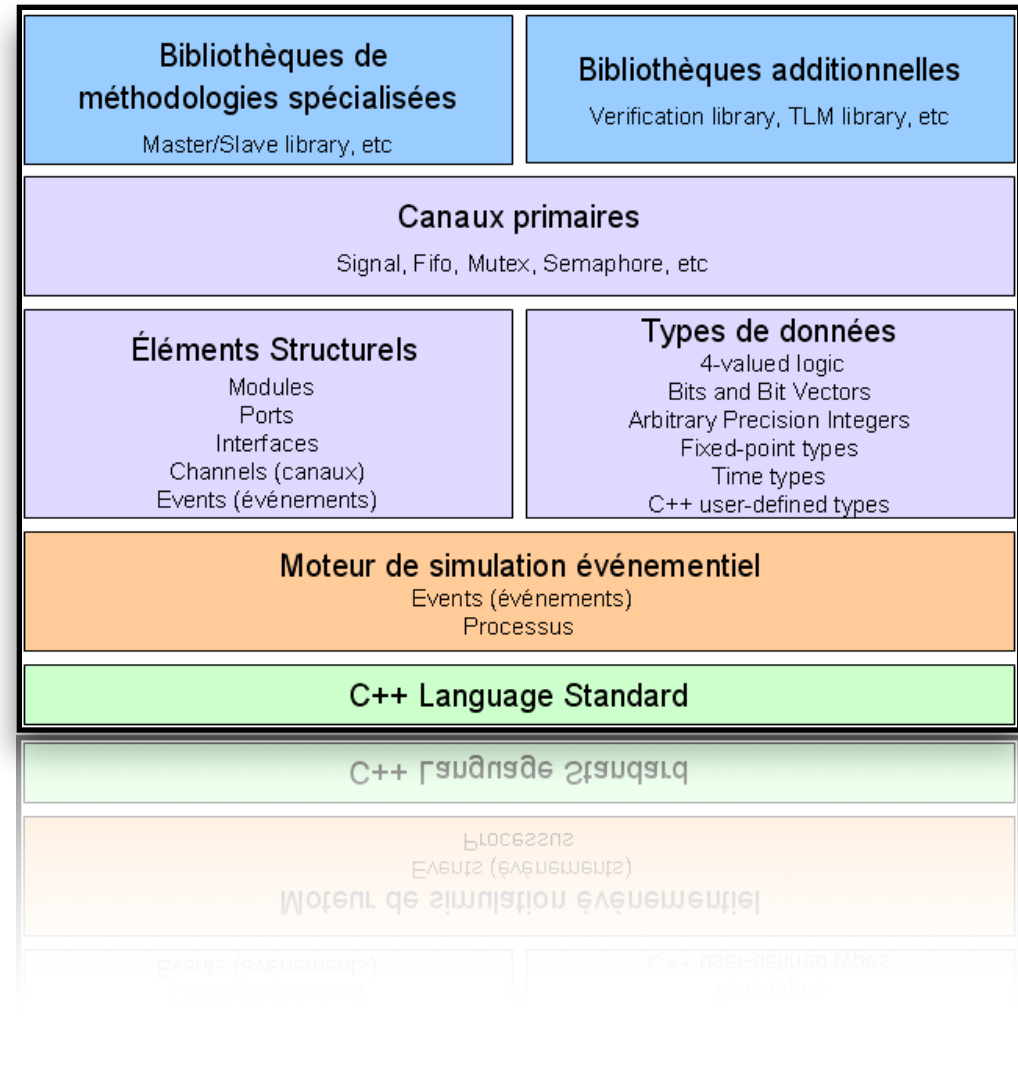 Bibliothèques de
méthodologies spécialisées
Master/Slave library, etc
Bibliothèques additionnelles
Verification library, TLM library, etc
Canaux primaires
Signal, Fifo, Mutex, Semaphore, etc
Éléments Structurels
Modules
Ports
Interfaces
Channels (canaux)
Events (événements)
Types de données
4-valued logic
Bits and Bit Vectors
Arbitrary Precision Integers
Fixed-point types
Time types
C++ user-defined types
Moteur de simulation événementiel
Events (événements)
Processus
C++ Language Standard